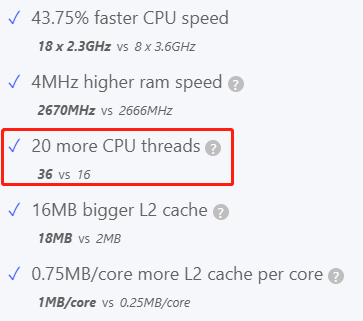 43.75% faster CPU speed
18 x 2.3GHz vs 8 x 3.6GHz
4MHz higher ram speed ?
2670MHz vs 2666MHz
20 more CPU threads ?
36 vs 16
16MB bigger L2 cache ?
18MB vs 2MB
0.75MB/core more L2 cache per core ?
1MB/core vs 0.25MB/core